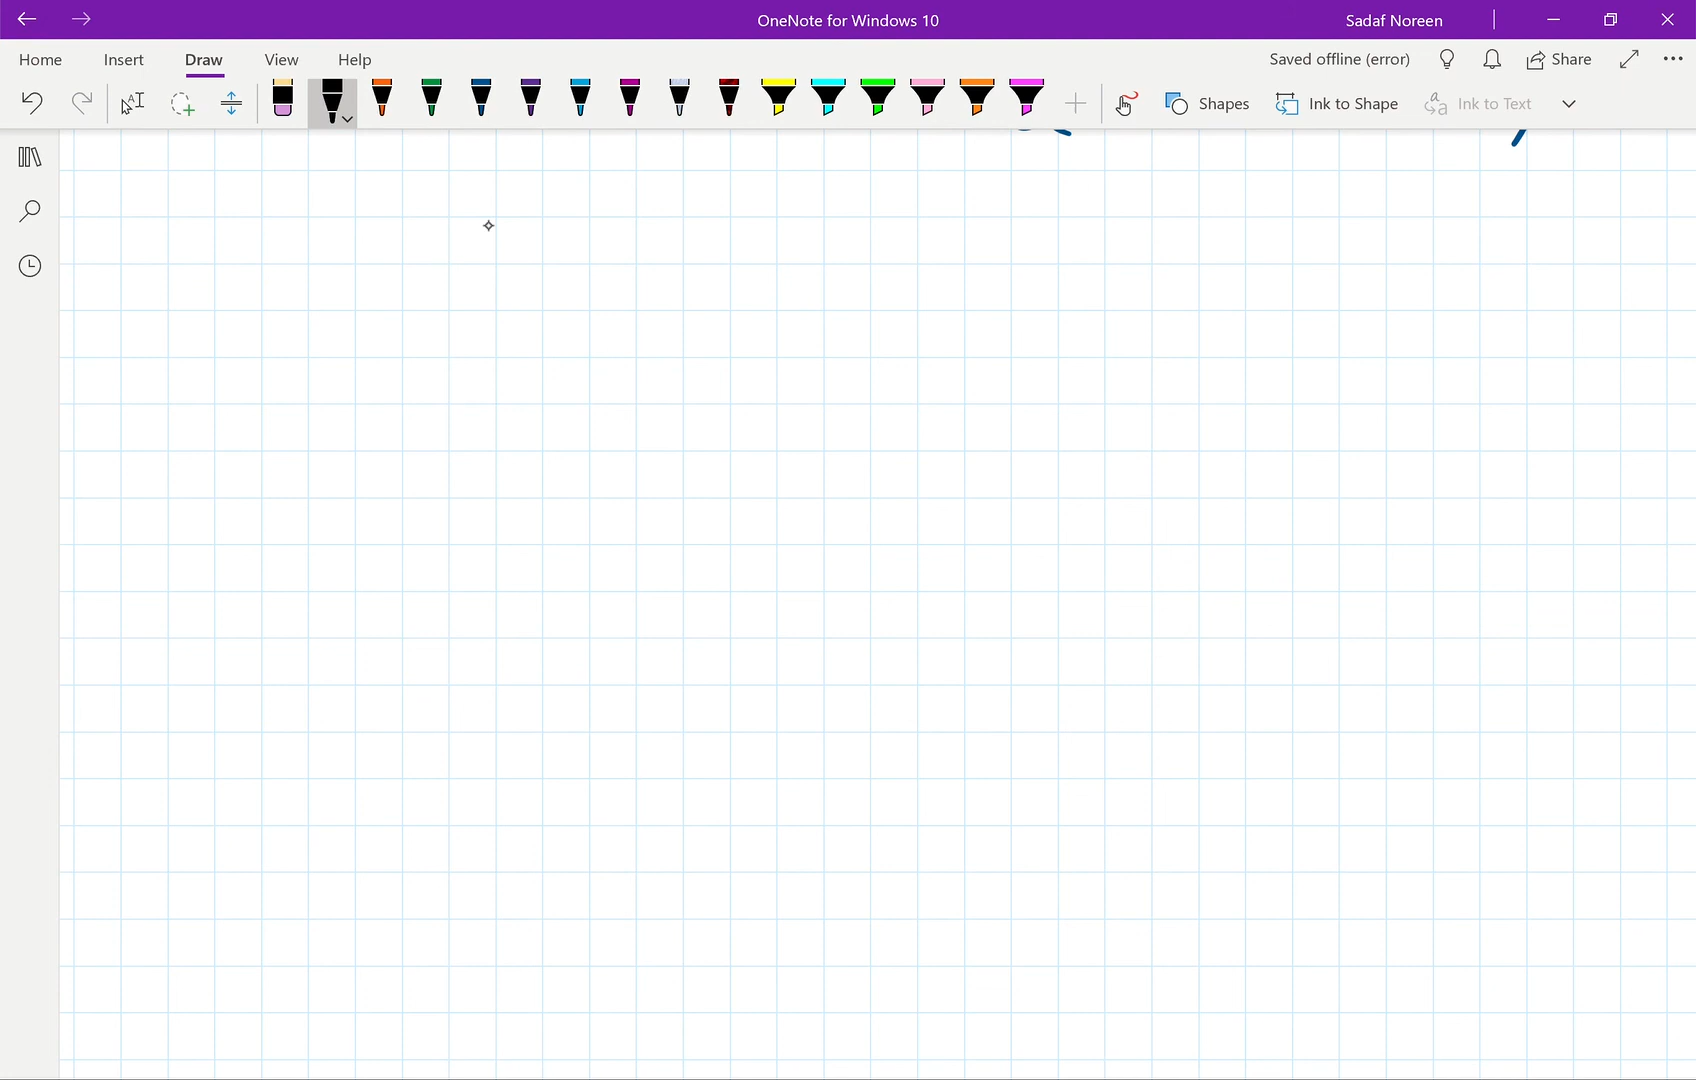 OneNote for Windows 10
Sadaf Noreen
Home Insert Draw View Help
Saved offline (error)
Share
Shapes
Ink to Shape
Ink to Text